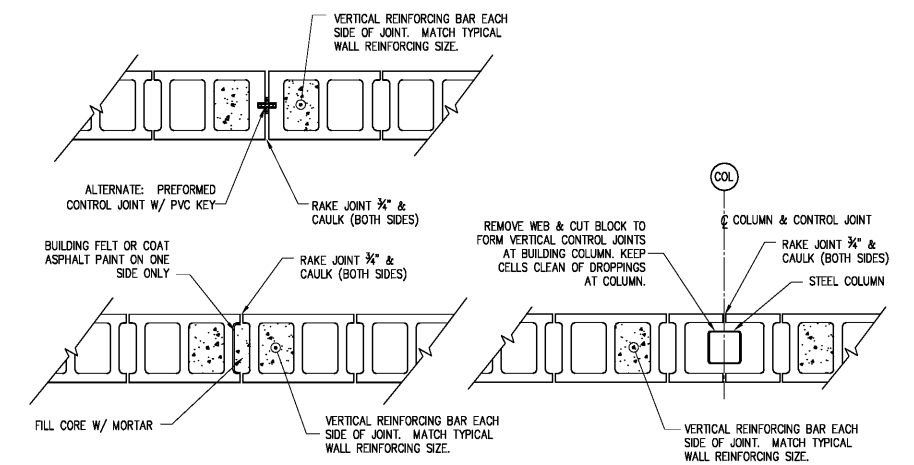 VERTICAL REINFORCING BAR EACH
SIDE OF JOINT. MATCH TYPICAL
WALL REINFORCING SIZE.
ALTERNATE: PREFORMED
CONTROL JOINT W/ PVC KEY
RAKE JOINT ¾" &
CAULK (BOTH SIDES)
BUILDING FELT OR COAT
ASPHALT PAINT ON ONE
SIDE ONLY
RAKE JOINT ¾" &
CAULK (BOTH SIDES)
FILL CORE W/ MORTAR
VERTICAL REINFORCING BAR EACH
SIDE OF JOINT. MATCH TYPICAL
WALL REINFORCING SIZE.
COL
℄ COLUMN & CONTROL JOINT
REMOVE WEB & CUT BLOCK TO
FORM VERTICAL CONTROL JOINTS
AT BUILDING COLUMN. KEEP
CELLS CLEAN OF DROPPINGS
AT COLUMN.
RAKE JOINT ¾" &
CAULK (BOTH SIDES)
STEEL COLUMN
VERTICAL REINFORCING BAR EACH
SIDE OF JOINT. MATCH TYPICAL
WALL REINFORCING SIZE.